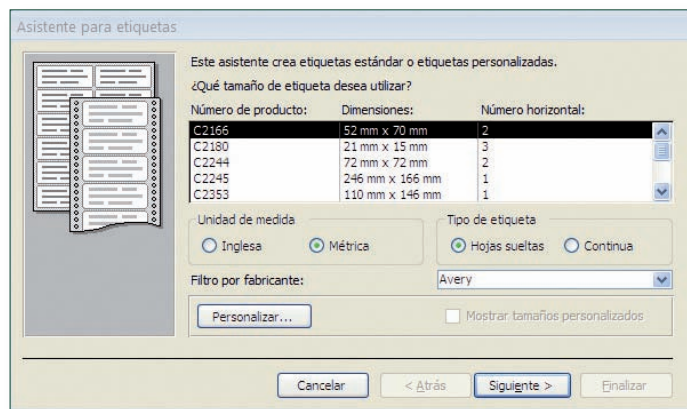 Asistente para etiquetas
Este asistente crea etiquetas estándar o etiquetas personalizadas.
¿Qué tamaño de etiqueta desea utilizar?
Número de producto: Dimensiones: Número horizontal:
C2166 52 mm x 70 mm 2
C2180 21 mm x 15 mm 3
C2244 72 mm x 72 mm 2
C2245 246 mm x 166 mm 1
C2353 110 mm x 146 mm 1
Unidad de medida Tipo de etiqueta
Inglesa Métrica Hojas sueltas Continua
Filtro por fabricante: Avery
Personalizar... Mostrar tamaños personalizados
Cancelar < Atrás Siguiente > Finalizar